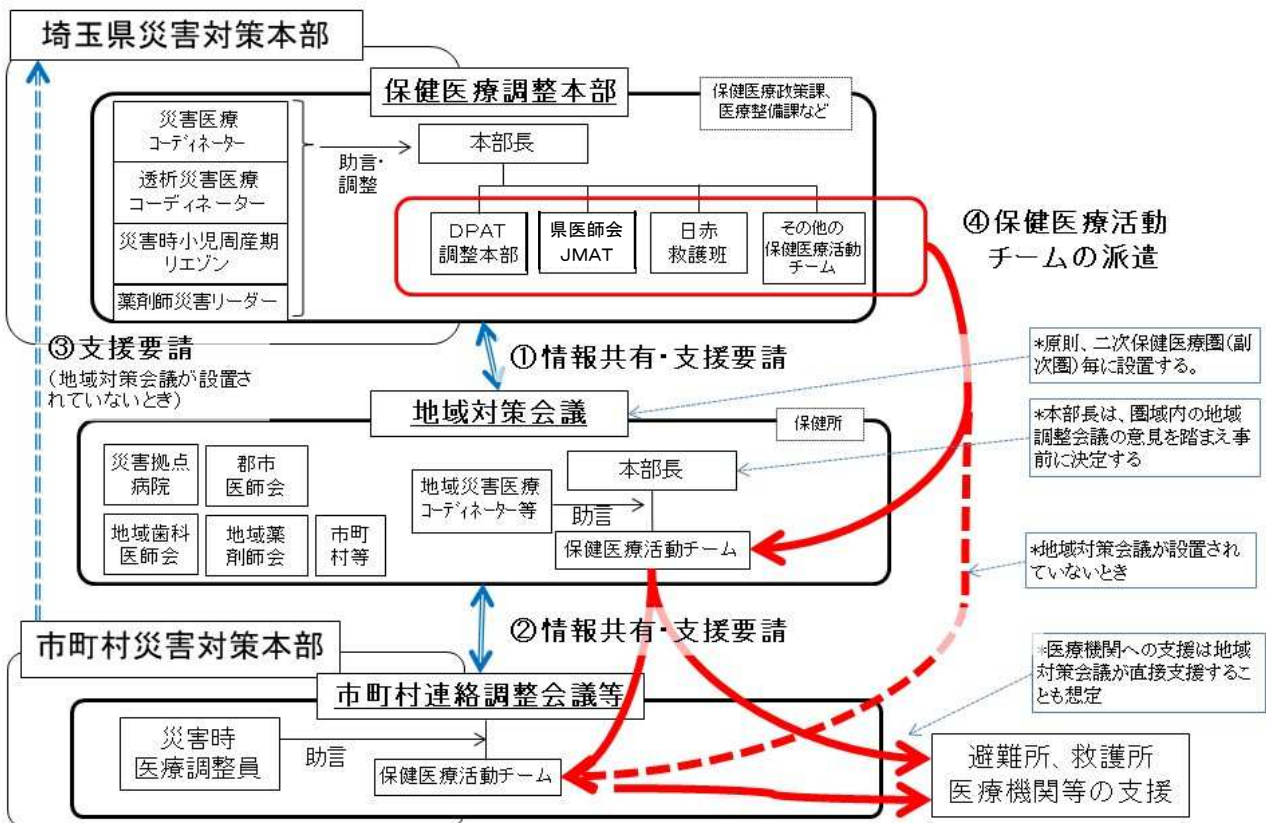 埼玉県災害対策本部
保健医療調整本部
保健医療政策課、
医療整備課など
災害医療
コーディネーター
透析災害医療
コーディネーター
災害時小児周産期
リエゾン
薬剤師災害リーダー
助言・
調整
本部長
DPAT
調整本部
県医師会
JMAT
日赤
救護班
その他の
保健医療活動
チーム
④保健医療活動
チームの派遣
③支援要請
(地域対策会議が設置さ
れていないとき)
①情報共有・支援要請
*原則、二次保健医療圏(副
次圏)毎に設置する。
地域対策会議
保健所
*本部長は、圏域内の地域
調整会議の意見を踏まえ事
前に決定する
災害拠点
病院
郡市
医師会
地域歯科
医師会
地域薬
剤師会
市町
村等
地域災害医療
コーディネーター等
助言
本部長
保健医療活動チーム
*地域対策会議が設置され
ていないとき
②情報共有・支援要請
市町村災害対策本部
*医療機関への支援は地域
対策会議が直接支援するこ
とも想定
市町村連絡調整会議等
災害時
医療調整員
助言
保健医療活動チーム
避難所、救護所
医療機関等の支援